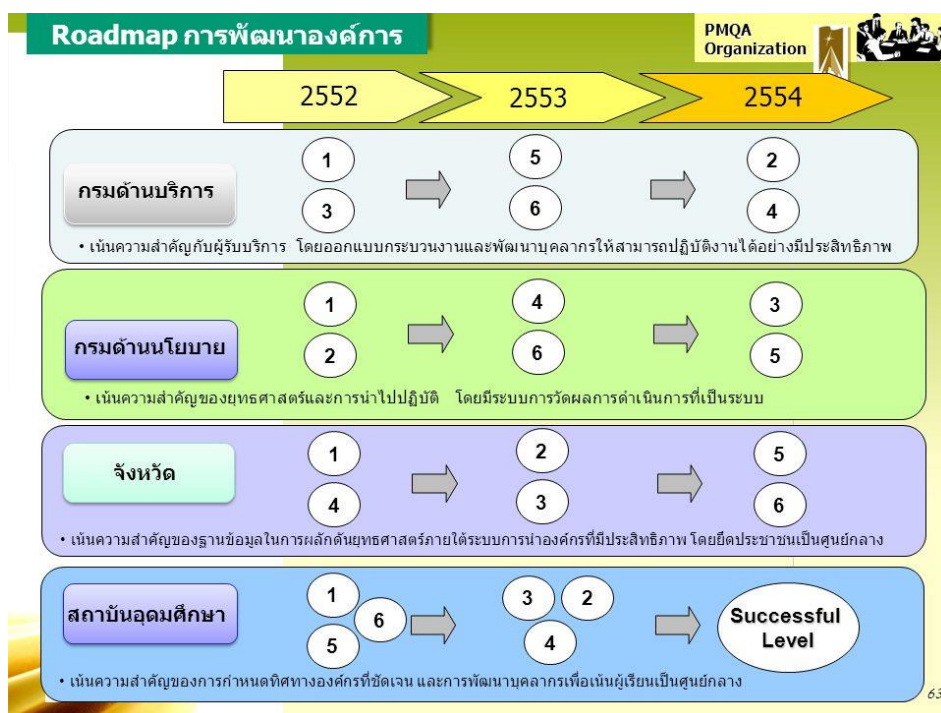 Roadmap การพัฒนาองค์การ
PMQA
Organization
2552
2553
2554
กรมด้านบริการ
1
3
5
6
2
4
• เน้นความสำคัญกับผู้รับบริการ โดยออกแบบกระบวนงานและพัฒนาบุคลากรให้สามารถปฏิบัติงานได้อย่างมีประสิทธิภาพ
กรมด้านนโยบาย
1
2
4
6
3
5
• เน้นความสำคัญของยุทธศาสตร์และการนำไปปฏิบัติ โดยมีระบบการวัดผลการดำเนินการที่เป็นระบบ
จังหวัด
1
4
2
3
5
6
• เน้นความสำคัญของฐานข้อมูลในการผลักดันยุทธศาสตร์ภายใต้ระบบการนำองค์กรที่มีประสิทธิภาพ โดยยึดประชาชนเป็นศูนย์กลาง
สถาบันอุดมศึกษา
1
6
5
3
2
4
Successful
Level
• เน้นความสำคัญของการกำหนดทิศทางองค์กรที่ชัดเจน และการพัฒนาบุคลากรเพื่อเน้นผู้เรียนเป็นศูนย์กลาง
63